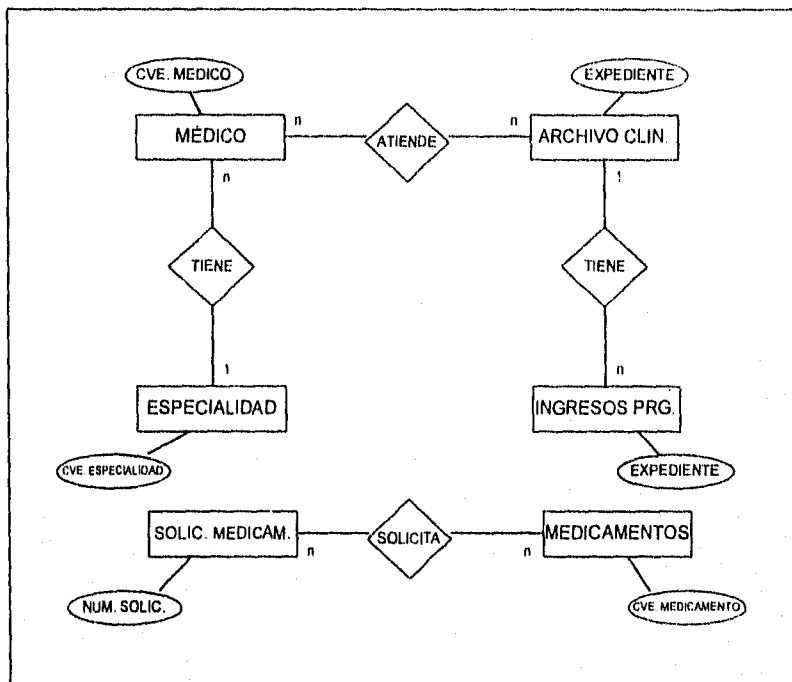 CVE. MEDICO
EXPEDIENTE
MÉDICO
n
ATIENDE
n
ARCHIVO CLIN.
n
1
TIENE
TIENE
1
n
ESPECIALIDAD
INGRESOS PRG.
CVE. ESPECIALIDAD
EXPEDIENTE
SOLIC. MEDICAM.
n
SOLICITA
n
MEDICAMENTOS
NUM. SOLIC.
CVE. MEDICAMENTO